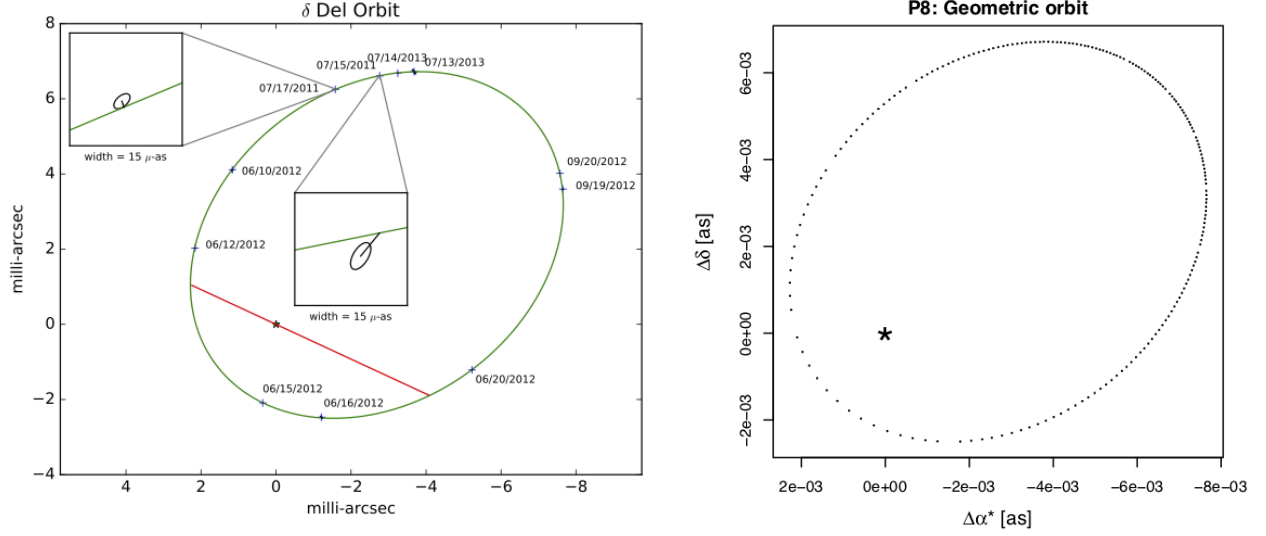 δ Del Orbit
8
6
4
2
0
−2
−4
milli-arcsec
4
2
0
−2
−4
−6
−8
milli-arcsec
width = 15 μ-as
width = 15 μ-as
07/14/2013
07/15/2011
07/13/2013
07/17/2011
06/10/2012
09/20/2012
09/19/2012
06/12/2012
06/20/2012
06/15/2012
06/16/2012
P8: Geometric orbit
6e−03
4e−03
2e−03
0e+00
−2e−03
Δδ [as]
2e−03
0e+00
−2e−03
−4e−03
−6e−03
−8e−03
Δα* [as]